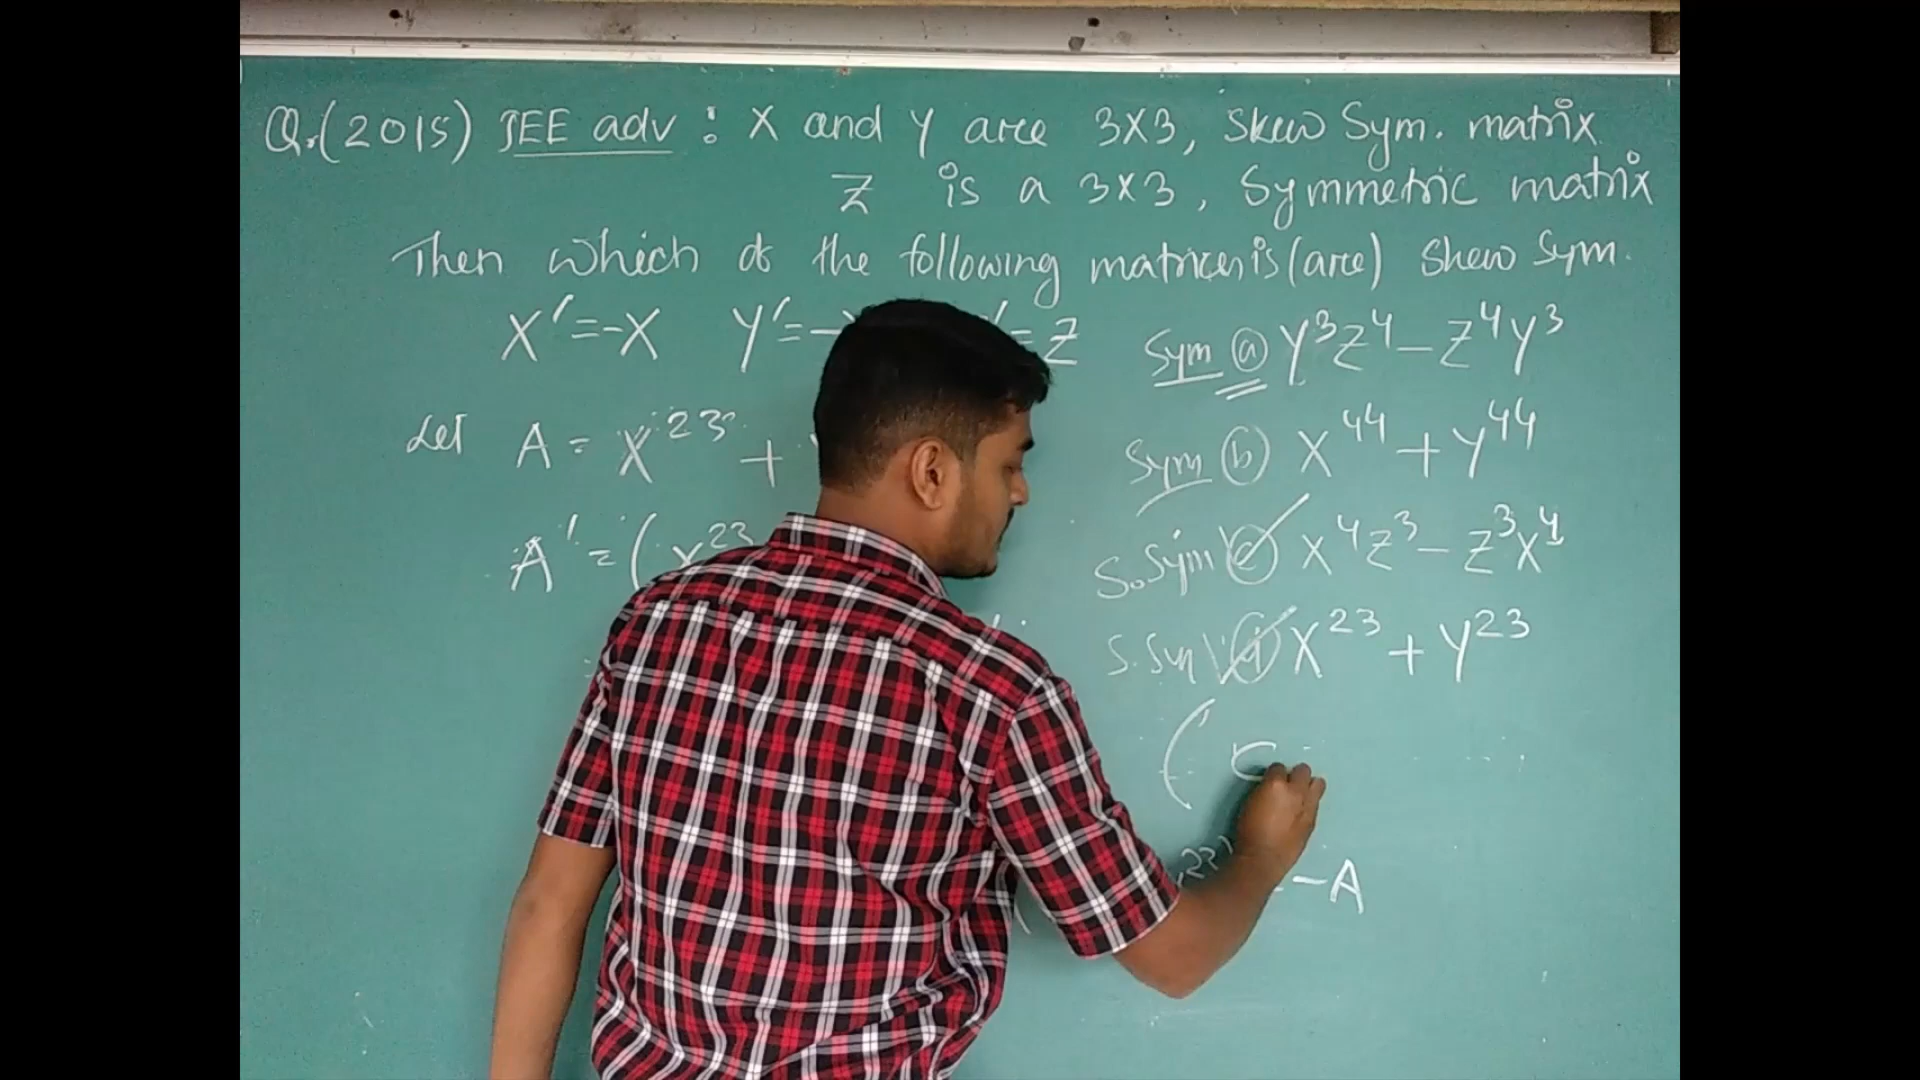 Q.(2015) JEE adv : X and Y are 3X3, Skew Sym. matrix
Z is a 3X3, Symmetric matrix
Then which of the following matrices is (are) Skew Sym.
X′=-X Y′=- ′=Z
Sym (a) Y³Z⁴-Z⁴Y³
Let A = X²³+
Sym (b) X⁴⁴+Y⁴⁴
A′ = (X²³
S.Sym (c) X⁴Z³-Z³X⁴
=
S.Sym (d) X²³+Y²³
( C
-A